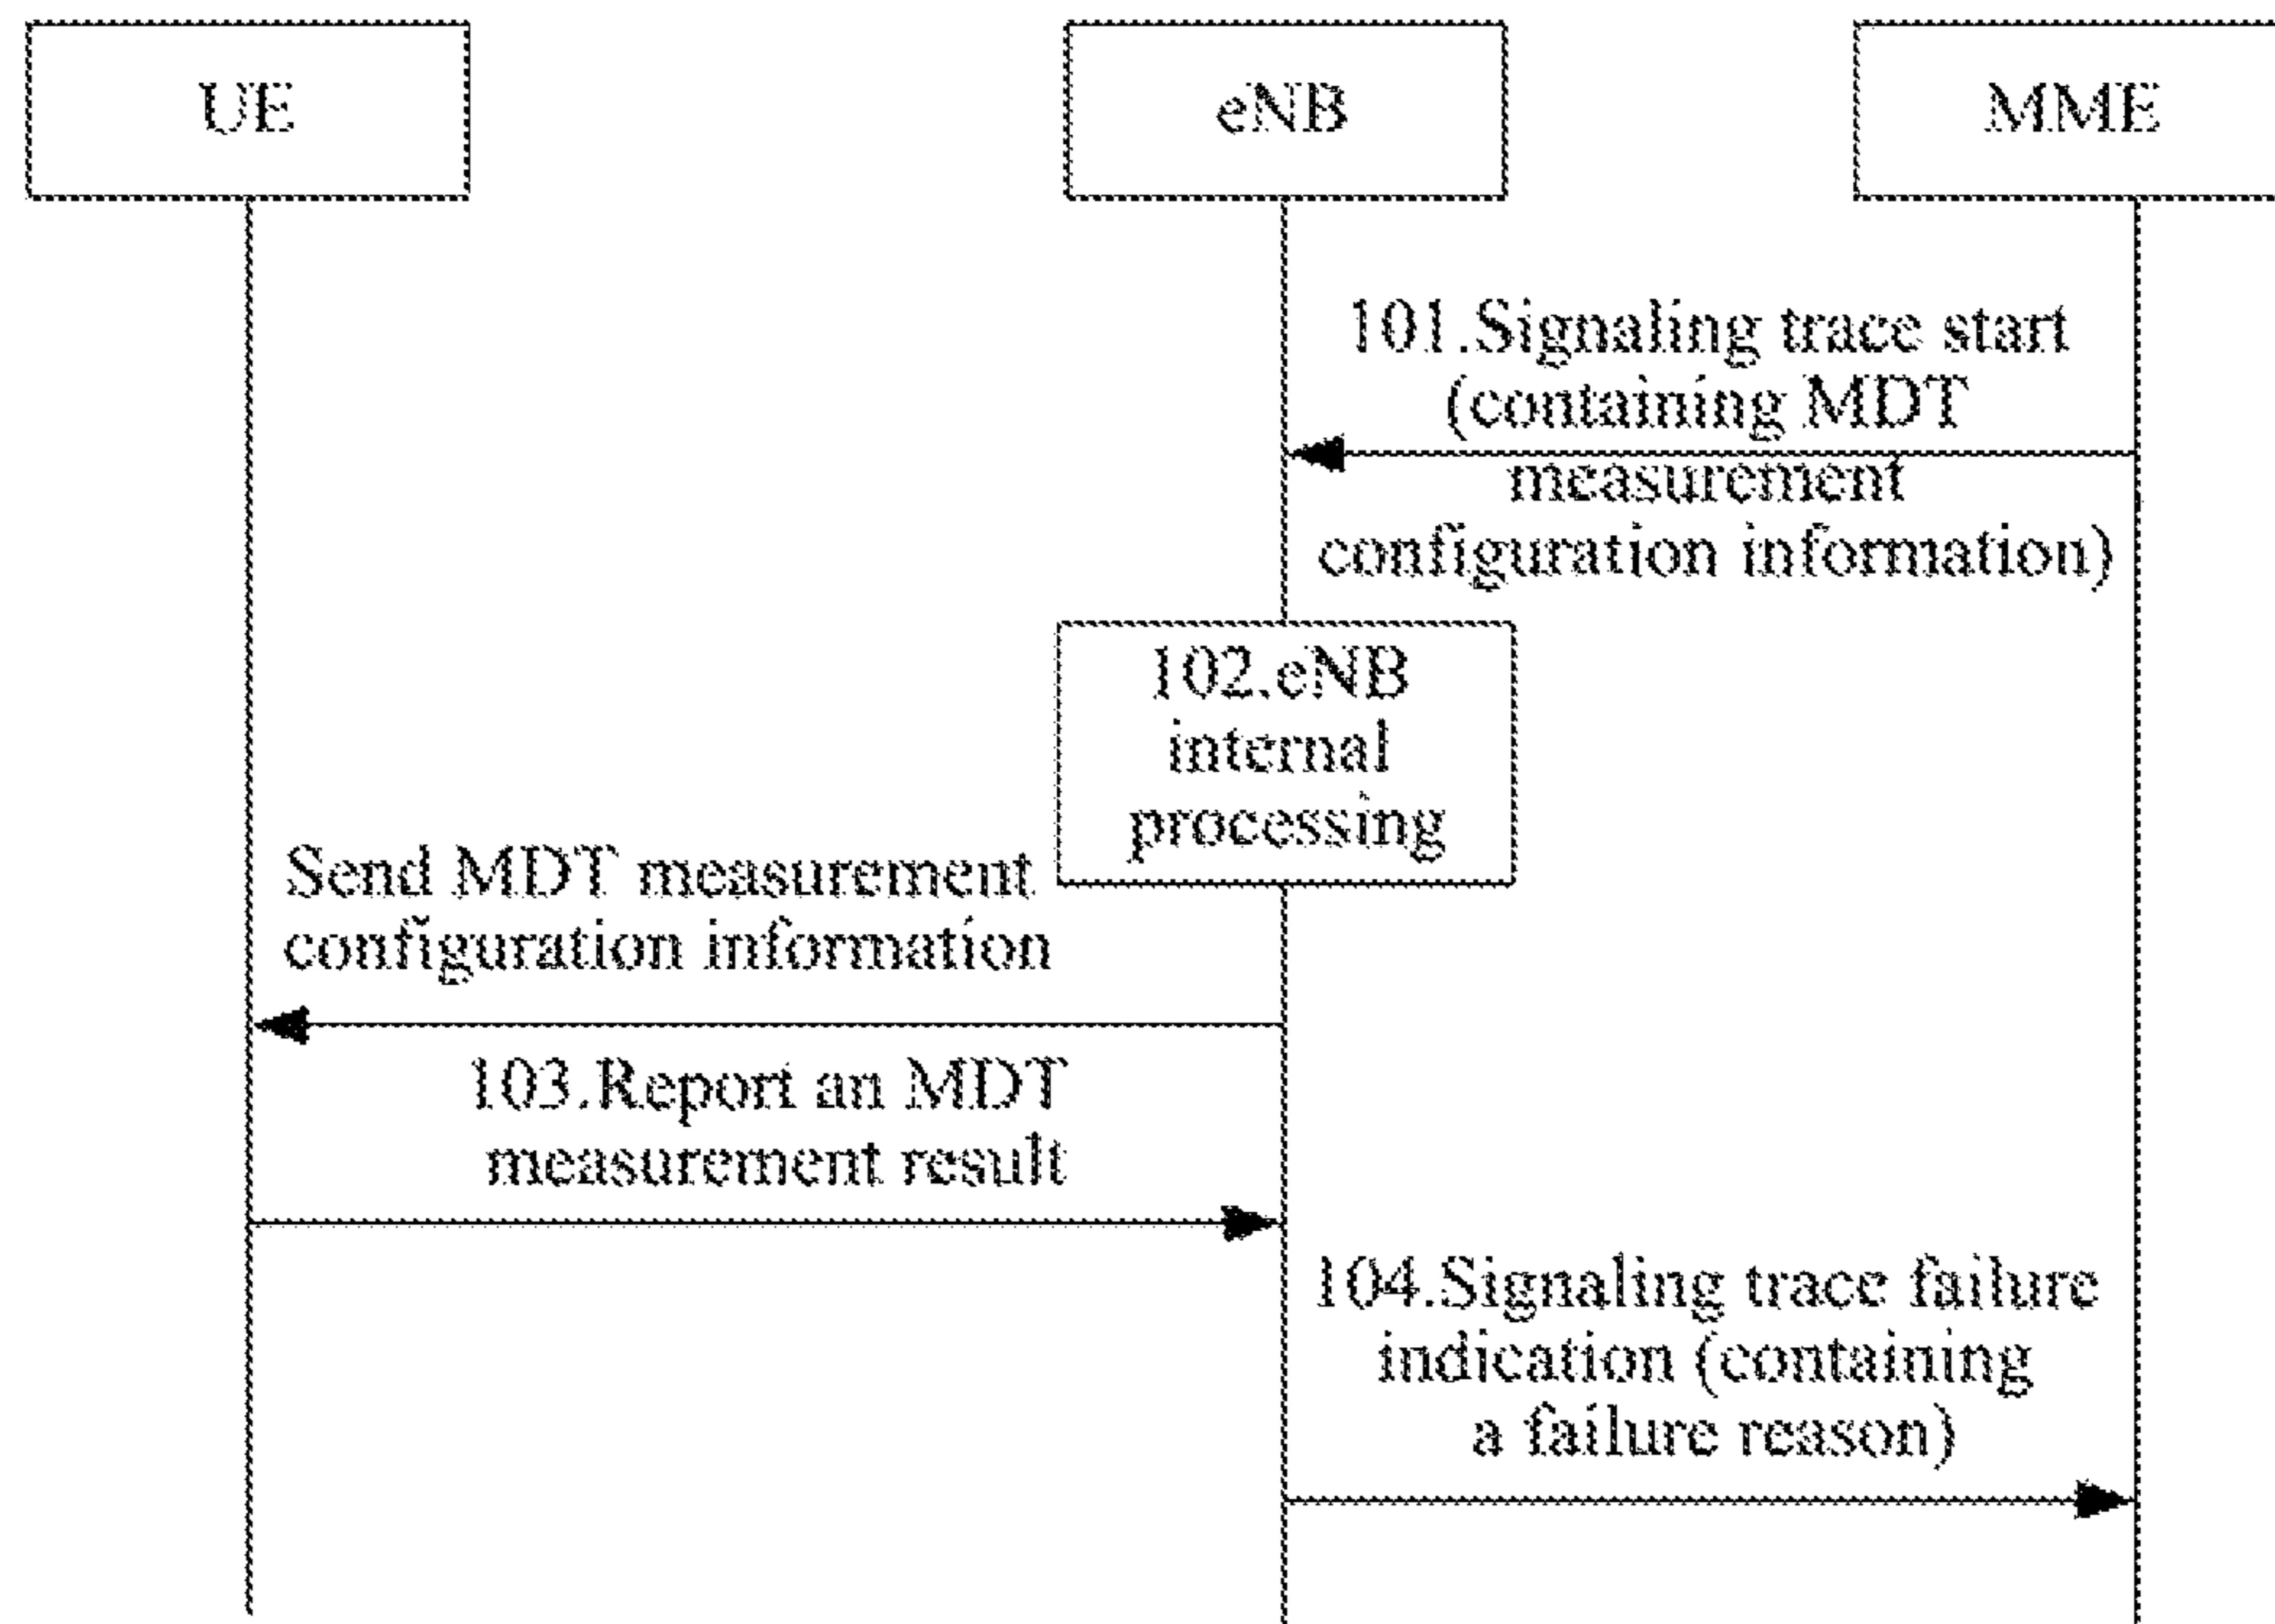 UE
eNB
MME
101.Signaling trace start
(containing MDT
measurement
configuration information)
102.eNB
internal
processing
Send MDT measurement
configuration information
103.Report an MDT
measurement result
104.Signaling trace failure
indication (containing
a failure reason)